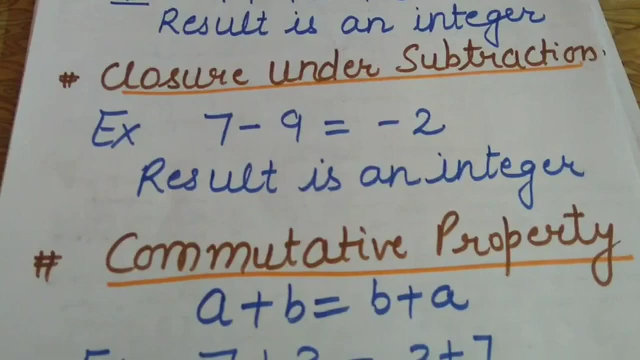 Result is an integer
# Closure under Subtraction.
Ex 7 - 9 = - 2
Result is an integer
# Commutative Property
a + b = b + a